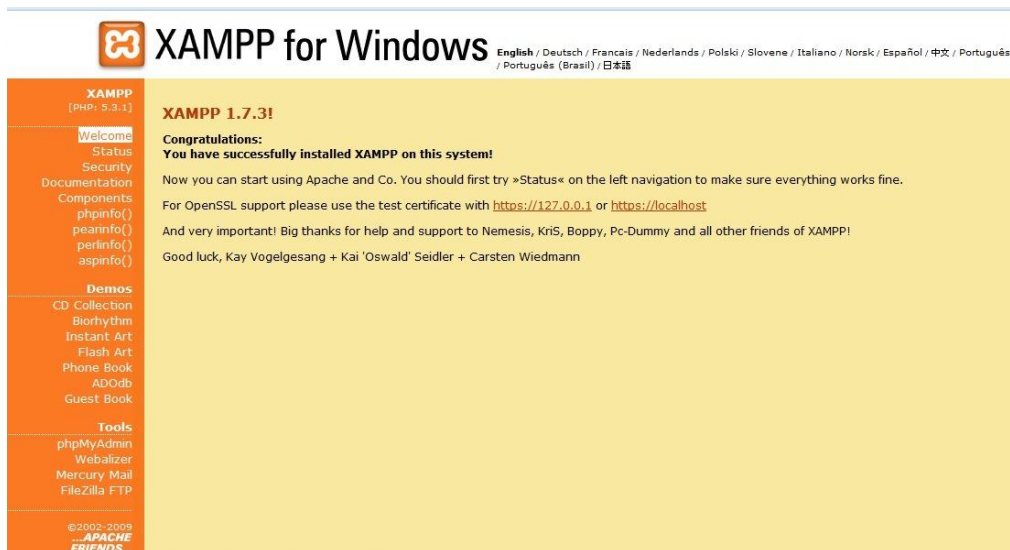 XAMPP for Windows
English / Deutsch / Francais / Nederlands / Polski / Slovene / Italiano / Norsk / Español / 中文 / Português
/ Português (Brasil) / 日本語
XAMPP
[PHP: 5.3.1]
Welcome
Status
Security
Documentation
Components
phpinfo()
pearinfo()
perlinfo()
aspinfo()
Demos
CD Collection
Biorhythm
Instant Art
Flash Art
Phone Book
ADOdb
Guest Book
Tools
phpMyAdmin
Webalizer
Mercury Mail
FileZilla FTP
©2002-2009
...APACHE
FRIENDS
XAMPP 1.7.3!
Congratulations:
You have successfully installed XAMPP on this system!
Now you can start using Apache and Co. You should first try »Status« on the left navigation to make sure everything works fine.
For OpenSSL support please use the test certificate with https://127.0.0.1 or https://localhost
And very important! Big thanks for help and support to Nemesis, KriS, Boppy, Pc-Dummy and all other friends of XAMPP!
Good luck, Kay Vogelgesang + Kai 'Oswald' Seidler + Carsten Wiedmann